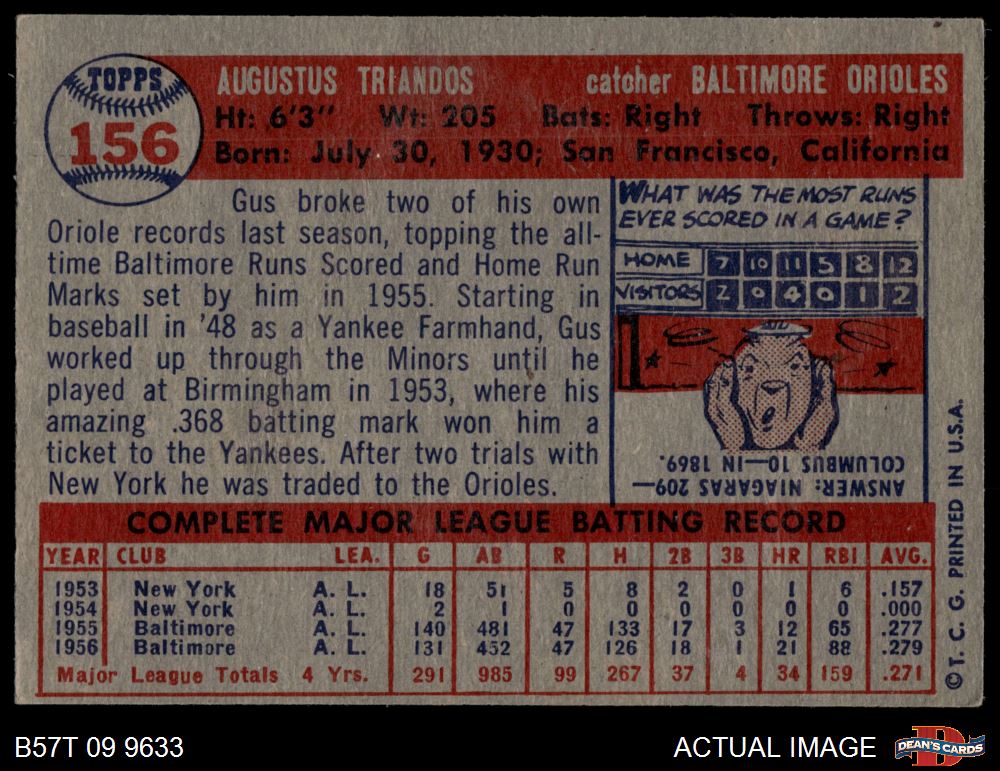 TOPPS
156
AUGUSTUS TRIANDOS catcher BALTIMORE ORIOLES
Ht: 6'3" Wt: 205 Bats: Right Throws: Right
Born: July 30, 1930; San Francisco, California
Gus broke two of his own
Oriole records last season, topping the all-
time Baltimore Runs Scored and Home Run
Marks set by him in 1955. Starting in
baseball in '48 as a Yankee Farmhand, Gus
worked up through the Minors until he
played at Birmingham in 1953, where his
amazing .368 batting mark won him a
ticket to the Yankees. After two trials with
New York he was traded to the Orioles.
WHAT WAS THE MOST RUNS
EVER SCORED IN A GAME?
HOME 7 10 11 5 8 12
VISITORS 2 0 4 0 1 2
ANSWER: NIAGARAS 209—
COLUMBUS 10—IN 1869.
COMPLETE MAJOR LEAGUE BATTING RECORD
YEAR CLUB LEA. G AB R H 2B 3B HR RBI AVG.
1953 New York A. L. 18 51 5 8 2 0 1 6 .157
1954 New York A. L. 2 1 0 0 0 0 0 0 .000
1955 Baltimore A. L. 140 481 47 133 17 3 12 65 .277
1956 Baltimore A. L. 131 452 47 126 18 1 21 88 .279
Major League Totals 4 Yrs. 291 985 99 267 37 4 34 159 .271
©T. C. G. PRINTED IN U.S.A.
B57T 09 9633
ACTUAL IMAGE
DEAN'S CARDS